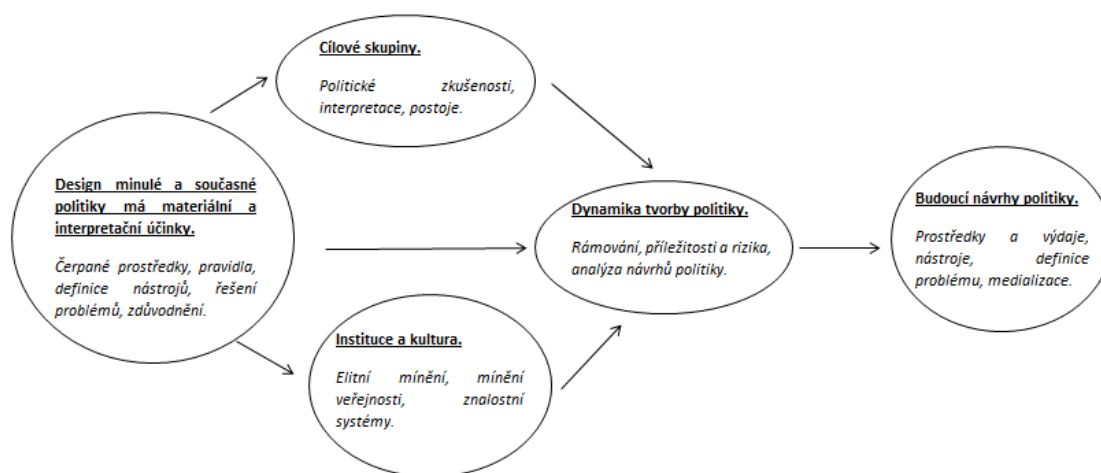 Cílové skupiny.
Politické zkušenosti,
interpretace, postoje.
Design minulé a současné
politiky má materiální a
interpretační účinky.
Čerpané prostředky, pravidla,
definice nástrojů, řešení
problémů, zdůvodnění.
Dynamika tvorby politiky.
Rámování, příležitosti a rizika,
analýza návrhů politiky.
Budoucí návrhy politiky.
Prostředky a výdaje,
nástroje, definice
problému, medializace.
Instituce a kultura.
Elitní mínění, mínění
veřejnosti, znalostní
systémy.